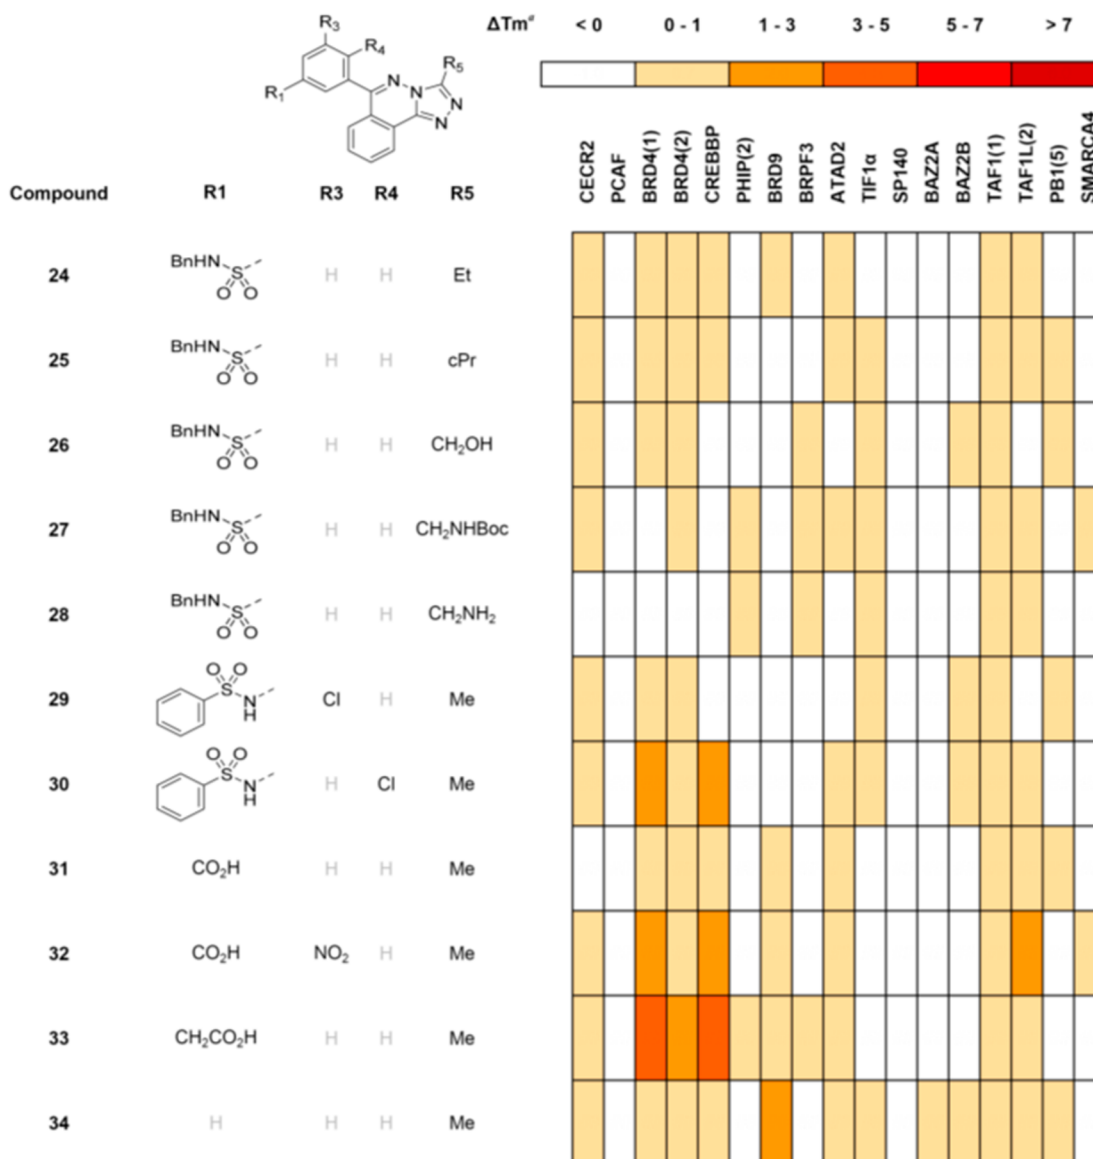 R3
R4
R5
R1
N
N
N
N
ΔTmᵃ
< 0
0 - 1
1 - 3
3 - 5
5 - 7
> 7
Compound
R1
R3
R4
R5
CECR2
PCAF
BRD4(1)
BRD4(2)
CREBBP
PHIP(2)
BRD9
BRPF3
ATAD2
TIF1α
SP140
BAZ2A
BAZ2B
TAF1(1)
TAF1L(2)
PB1(5)
SMARCA4
24
BnHN
S
O O
H
H
Et
25
BnHN
S
O O
H
H
cPr
26
BnHN
S
O O
H
H
CH₂OH
27
BnHN
S
O O
H
H
CH₂NHBoc
28
BnHN
S
O O
H
H
CH₂NH₂
29
O O
S
N
H
Cl
H
Me
30
O O
S
N
H
H
Cl
Me
31
CO₂H
H
H
Me
32
CO₂H
NO₂
H
Me
33
CH₂CO₂H
H
H
Me
34
H
H
H
Me